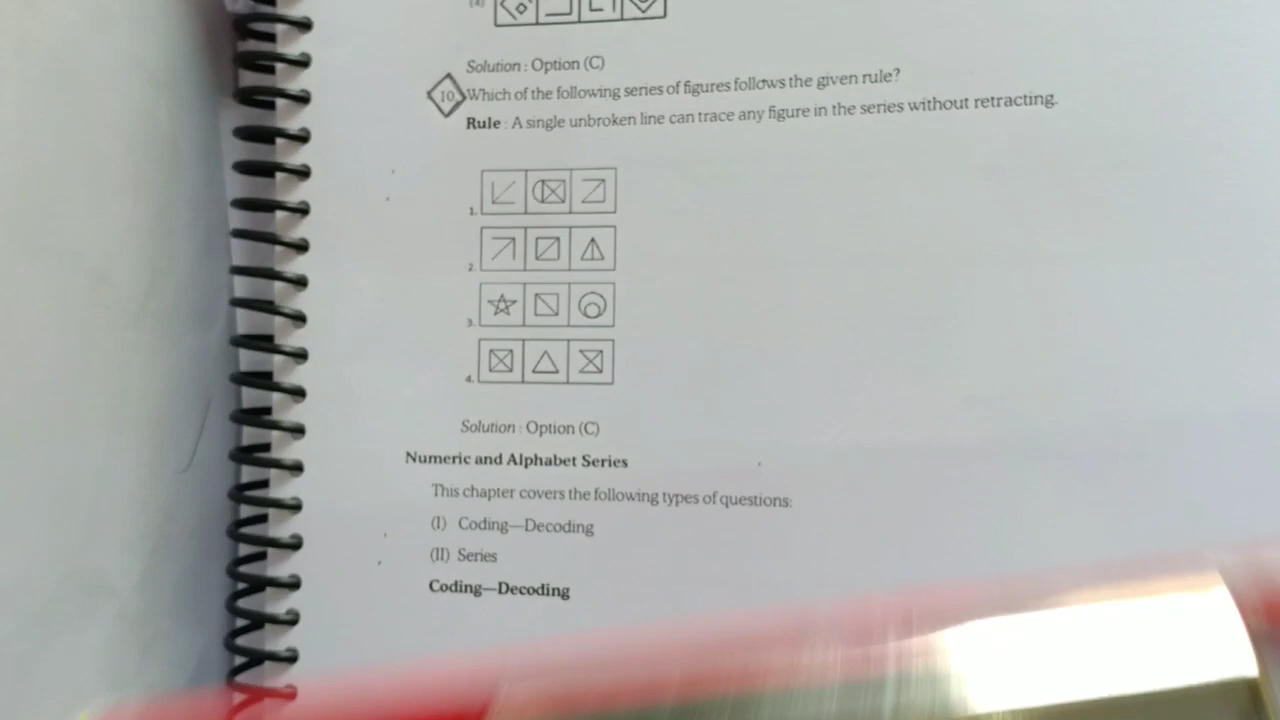 Solution : Option (C)
10. Which of the following series of figures follows the given rule?
Rule : A single unbroken line can trace any figure in the series without retracting.
1.
2.
3.
4.
Solution : Option (C)
Numeric and Alphabet Series
This chapter covers the following types of questions:
(I) Coding—Decoding
(II) Series
Coding—Decoding